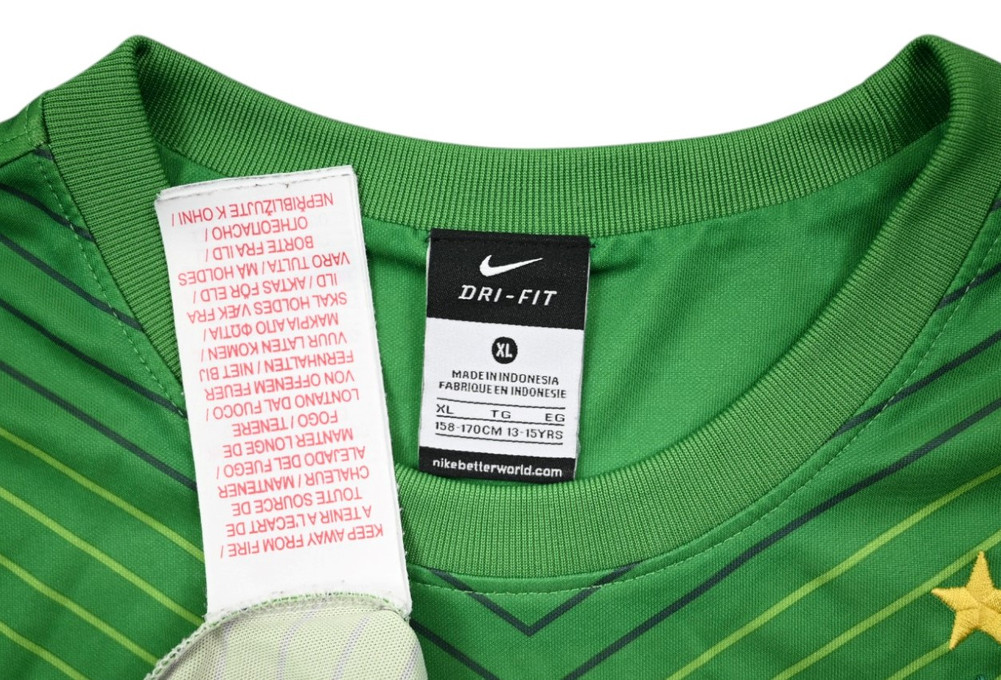 KEEP AWAY FROM FIRE /
A TENIR A L'ECART DE
TOUTE SOURCE DE
CHALEUR / MANTENER
ALEJADO DEL FUEGO /
MANTER LONGE DE
FOGO / TENERE
LONTANO DAL FUOCO /
VON OFFENEM FEUER
FERNHALTEN / NIET BIJ
VUUR LATEN KOMEN /
ΜΑΚΡΙΑ ΑΠΟ ΦΩΤΙΑ /
SKAL HOLDES VÆK FRA
ILD / AKTAS FÖR ELD /
VARO TULTA / MA HOLDES
BORTE FRA ILD /
ОГНЕОПАСНО /
NEPŘIBLIŽUJTE K OHNI /
DRI-FIT
XL
MADE IN INDONESIA
FABRIQUE EN INDONESIE
XL TG EG
158-170CM 13-15YRS
nikebetterworld.com